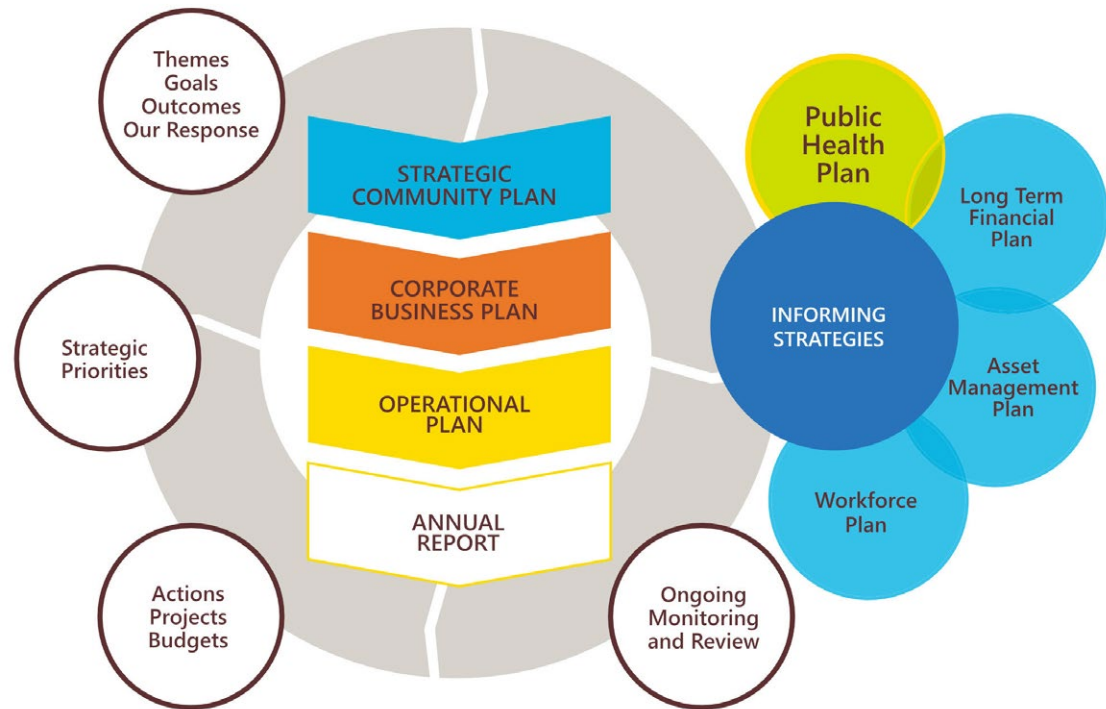 Themes
Goals
Outcomes
Our Response
Strategic
Priorities
Actions
Projects
Budgets
STRATEGIC
COMMUNITY PLAN
CORPORATE
BUSINESS PLAN
OPERATIONAL
PLAN
ANNUAL
REPORT
Ongoing
Monitoring
and Review
INFORMING
STRATEGIES
Public
Health
Plan
Long Term
Financial
Plan
Asset
Management
Plan
Workforce
Plan